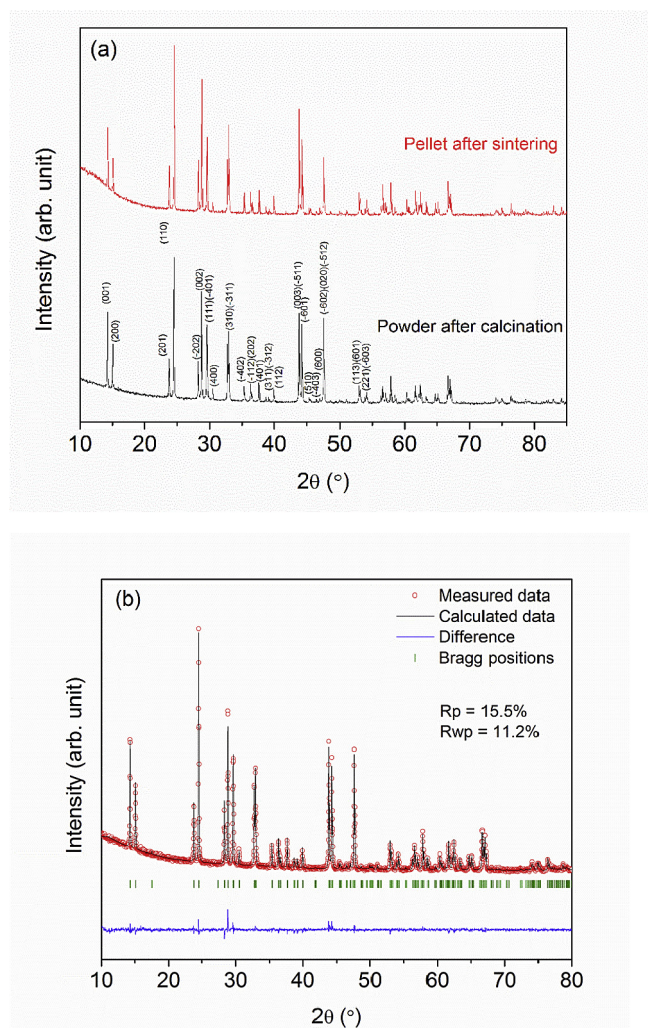 (a)
Pellet after sintering
Powder after calcination
(001)
(200)
(201)
(110)
(-202)
(002)
(111)(-401)
(400)
(310)(-311)
(-402)
(-112)(202)
(401)
(311)(-312)
(112)
(003)(-511)
(-601)
(510)
(-403)
(600)
(-602)(020)(-512)
(113)(601)
(221)(-603)
Intensity (arb. unit)
10 20 30 40 50 60 70 80
2θ (°)
(b)
Measured data
Calculated data
Difference
Bragg positions
Rp = 15.5%
Rwp = 11.2%
Intensity (arb. unit)
10 20 30 40 50 60 70 80
2θ (°)